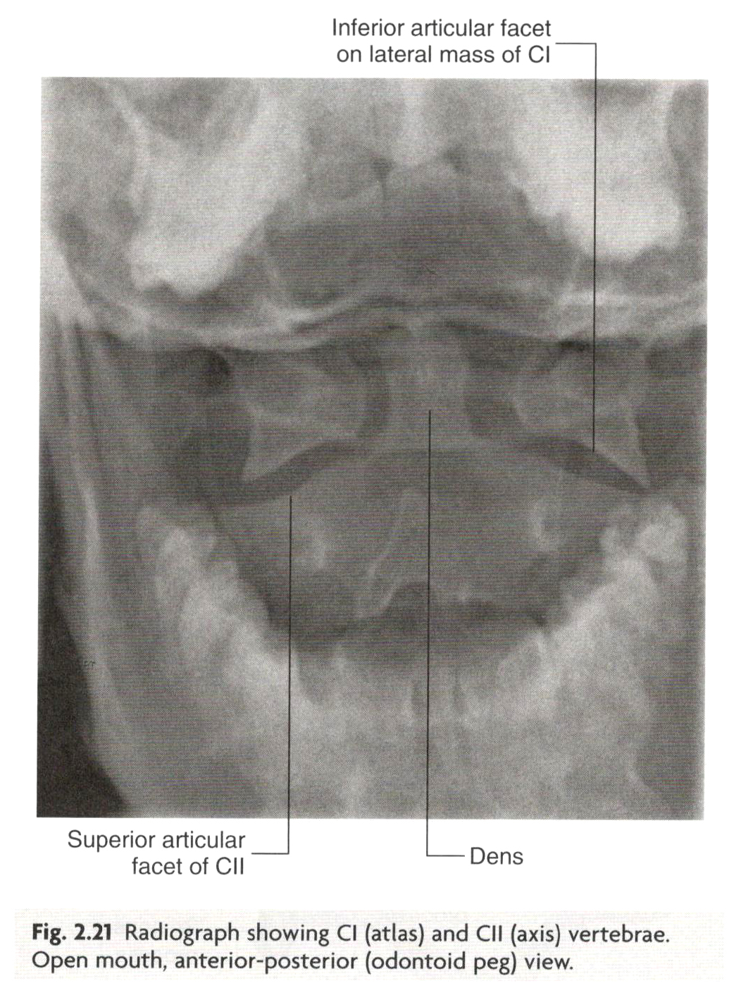 Inferior articular facet
on lateral mass of CI
Superior articular
facet of CII
Dens
Fig. 2.21 Radiograph showing CI (atlas) and CII (axis) vertebrae.
Open mouth, anterior-posterior (odontoid peg) view.